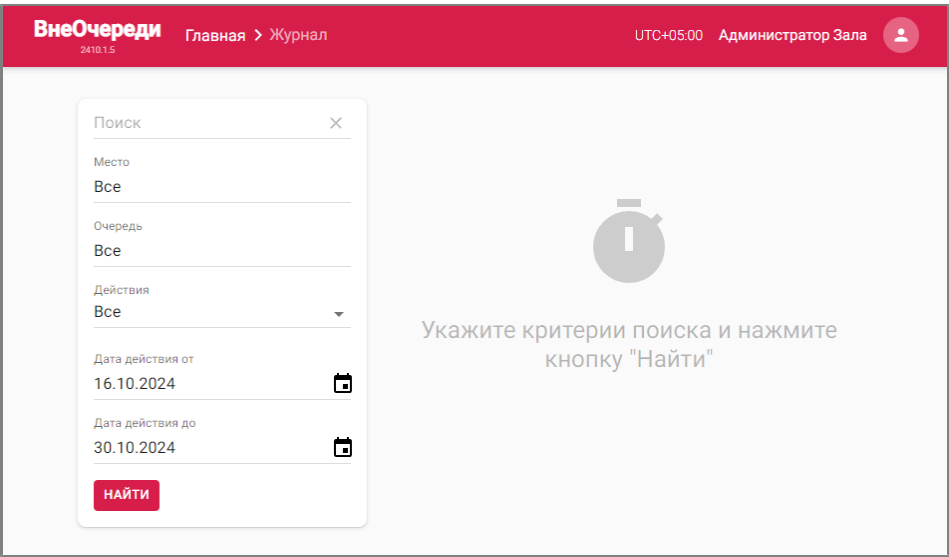 ВнеОчереди
2410.1.5
Главная > Журнал
UTC+05:00
Администратор Зала
Поиск
Место
Все
Очередь
Все
Действия
Все
Дата действия от
16.10.2024
Дата действия до
30.10.2024
НАЙТИ
Укажите критерии поиска и нажмите
кнопку "Найти"